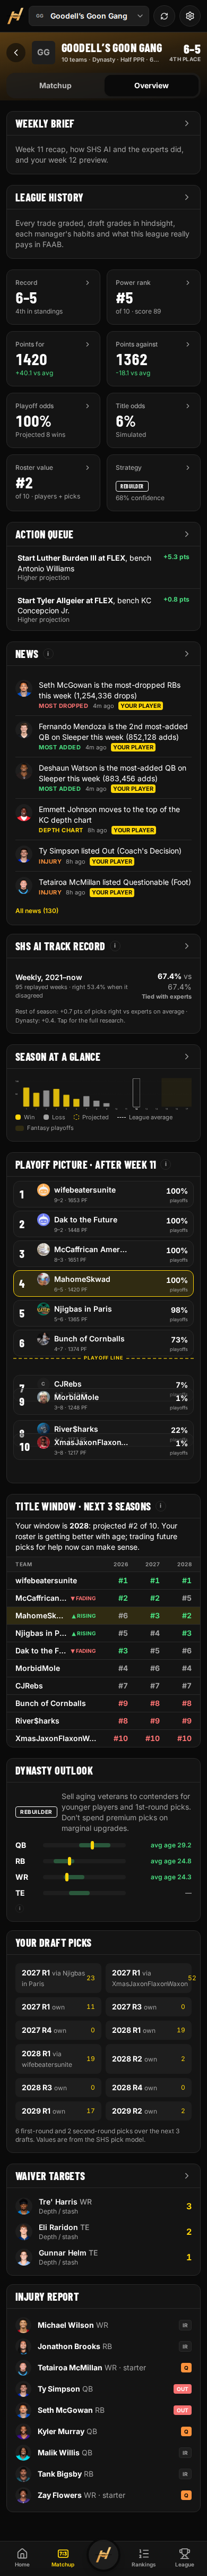 GG Goodell's Goon Gang
GG GOODELL'S GOON GANG 6-5
10 teams · Dynasty · Half PPR · 6... 4TH PLACE
Matchup Overview
WEEKLY BRIEF
Week 11 recap, how SHS AI and the experts did,
and your week 12 preview.
LEAGUE HISTORY
Every trade graded, draft grades in hindsight,
each manager's habits and what this league really
pays in FAAB.
Record
6-5
4th in standings
Power rank
#5
of 10 · score 89
Points for
1420
+40.1 vs avg
Points against
1362
-18.1 vs avg
Playoff odds
100%
Projected 8 wins
Title odds
6%
Simulated
Roster value
#2
of 10 · players + picks
Strategy
REBUILDER
68% confidence
ACTION QUEUE
Start Luther Burden III at FLEX, bench +5.3 pts
Antonio Williams
Higher projection
Start Tyler Allgeier at FLEX, bench KC +0.8 pts
Concepcion Jr.
Higher projection
NEWS i
Seth McGowan is the most-dropped RBs
this week (1,254,336 drops)
MOST DROPPED 4m ago YOUR PLAYER
Fernando Mendoza is the 2nd most-added
QB on Sleeper this week (852,128 adds)
MOST ADDED 4m ago YOUR PLAYER
Deshaun Watson is the most-added QB on
Sleeper this week (883,456 adds)
MOST ADDED 4m ago YOUR PLAYER
Emmett Johnson moves to the top of the
KC depth chart
DEPTH CHART 8h ago YOUR PLAYER
Ty Simpson listed Out (Coach's Decision)
INJURY 8h ago YOUR PLAYER
Tetairoa McMillan listed Questionable (Foot)
INJURY 8h ago YOUR PLAYER
All news (130)
SHS AI TRACK RECORD i
Weekly, 2021–now 67.4% vs
95 replayed weeks · right 53.4% when it 67.4%
disagreed Tied with experts
Rest of season: +0.7 pts of picks right vs experts on average ·
Dynasty: +0.4. Tap for the full research.
SEASON AT A GLANCE
Win Loss Projected League average
Fantasy playoffs
PLAYOFF PICTURE · AFTER WEEK 11 i
1 wifebeatersunite 100%
9-2 · 1653 PF playoffs
2 Dak to the Future 100%
9-2 · 1448 PF playoffs
3 McCaffrican Amer... 100%
8-3 · 1651 PF playoffs
4 MahomeSkwad 100%
6-5 · 1420 PF playoffs
5 Njigbas in Paris 98%
5-6 · 1365 PF playoffs
6 Bunch of Cornballs 73%
4-7 · 1374 PF playoffs
PLAYOFF LINE
7 C CJRebs 7%
9 MorbidMole 1%
3-8 · 1248 PF playoffs
8 River$harks 22%
10 XmasJaxonFlaxon... 1%
3-8 · 1217 PF playoffs
TITLE WINDOW · NEXT 3 SEASONS i
Your window is 2028: projected #2 of 10. Your
roster is getting better with age: trading future
picks for help now can make sense.
TEAM 2026 2027 2028
wifebeatersunite #1 #1 #1
McCaffrican... ▼FADING #2 #2 #5
MahomeSk... ▲RISING #6 #3 #2
Njigbas in P... ▲RISING #5 #4 #3
Dak to the F... ▼FADING #3 #5 #6
MorbidMole #4 #6 #4
CJRebs #7 #7 #7
Bunch of Cornballs #9 #8 #8
River$harks #8 #9 #9
XmasJaxonFlaxonW... #10 #10 #10
DYNASTY OUTLOOK
REBUILDER
Sell aging veterans to contenders
for younger players and 1st-round picks.
Don't spend premium picks on
marginal upgrades.
QB avg age 29.2
RB avg age 24.8
WR avg age 24.3
TE —
i
YOUR DRAFT PICKS
2027 R1 via Njigbas in Paris 23
2027 R1 via XmasJaxonFlaxonWaxon 52
2027 R1 own 11
2027 R3 own 0
2027 R4 own 0
2028 R1 own 19
2028 R1 via wifebeatersunite 19
2028 R2 own 2
2028 R3 own 0
2028 R4 own 0
2029 R1 own 17
2029 R2 own 2
6 first-round and 2 second-round picks over the next 3
drafts. Values are from the SHS pick model.
WAIVER TARGETS
Tre' Harris WR 3
Depth / stash
Eli Raridon TE 2
Depth / stash
Gunnar Helm TE 1
Depth / stash
INJURY REPORT
Michael Wilson WR IR
Jonathon Brooks RB IR
Tetairoa McMillan WR · starter Q
Ty Simpson QB OUT
Seth McGowan RB OUT
Kyler Murray QB Q
Malik Willis QB IR
Tank Bigsby RB IR
Zay Flowers WR · starter Q
Home Matchup Rankings League